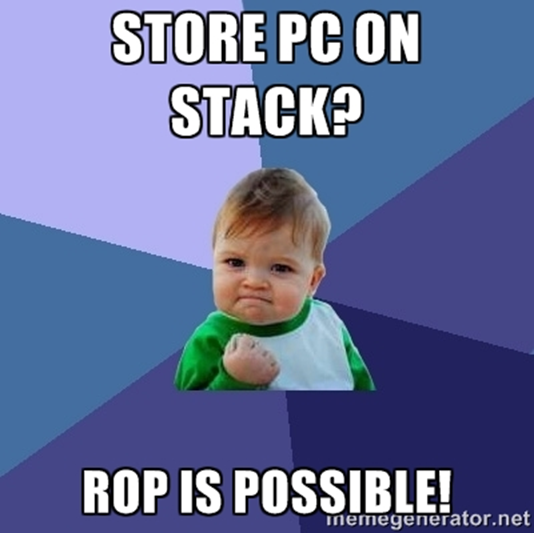 STORE PC ON
STACK?
ROP IS POSSIBLE!
memegenerator.net